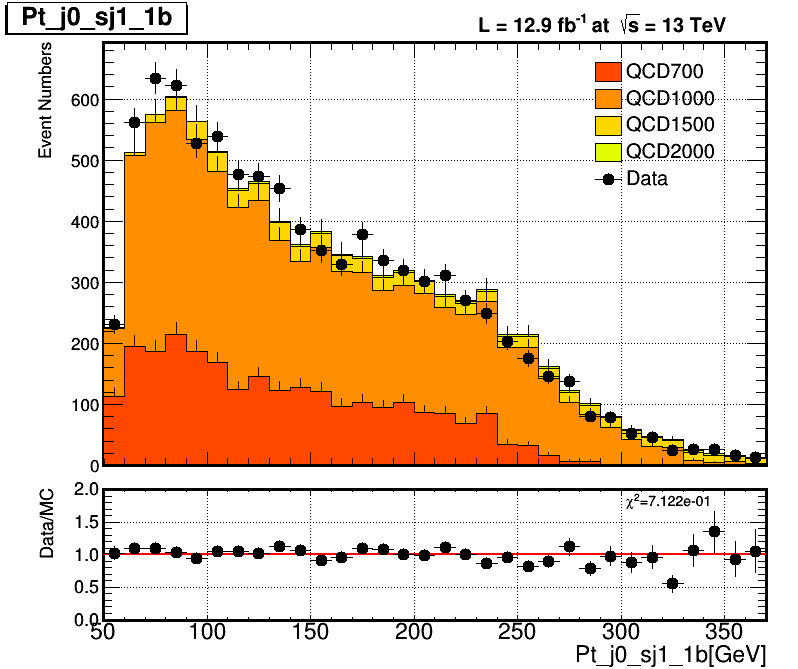 Pt_j0_sj1_1b
L = 12.9 fb⁻¹ at √s = 13 TeV
Event Numbers
600
500
400
300
200
100
0
QCD700
QCD1000
QCD1500
QCD2000
Data
Data/MC
2.0
1.5
1.0
0.5
0.0
χ²=7.122e-01
50 100 150 200 250 300 350
Pt_j0_sj1_1b[GeV]